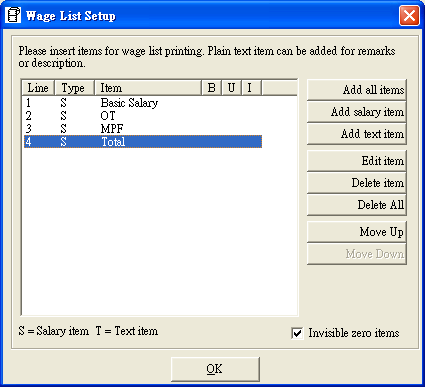 Wage List Setup
Please insert items for wage list printing. Plain text item can be added for remarks
or description.
Line Type Item B U I
1 S Basic Salary
2 S OT
3 S MPF
4 S Total
Add all items
Add salary item
Add text item
Edit item
Delete item
Delete All
Move Up
Move Down
S = Salary item T = Text item
Invisible zero items
OK